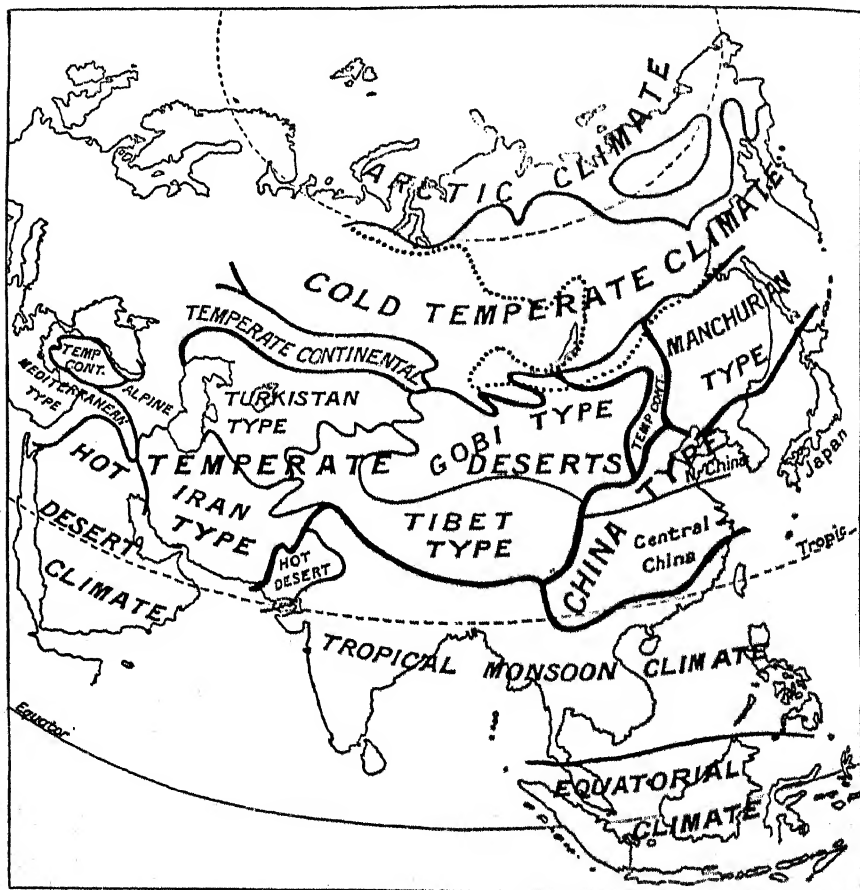 ARCTIC CLIMATE
COLD TEMPERATE CLIMATE
TEMPERATE CONTINENTAL
MANCHURIAN
TYPE
TEMP
CONT.
MEDITERRANEAN
TYPE
ALPINE
TURKISTAN
TYPE
GOBI TYPE
TEMP CONT.
TEMPERATE DESERTS
HOT
DESERT
CLIMATE
IRAN
TYPE
TIBET
TYPE
HOT
DESERT
CHINA TYPE
N. China
Central
China
Japan
Tropic
TROPICAL MONSOON CLIMATE
Equator
EQUATORIAL
CLIMATE